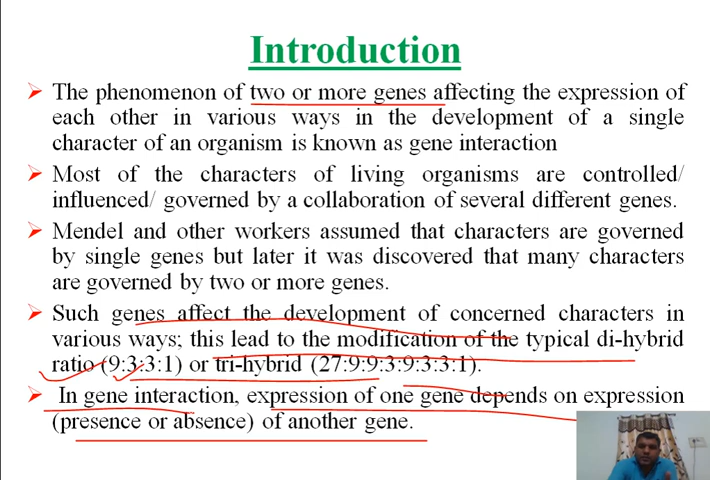 Introduction
The phenomenon of two or more genes affecting the expression of
each other in various ways in the development of a single
character of an organism is known as gene interaction
Most of the characters of living organisms are controlled/
influenced/ governed by a collaboration of several different genes.
Mendel and other workers assumed that characters are governed
by single genes but later it was discovered that many characters
are governed by two or more genes.
Such genes affect the development of concerned characters in
various ways; this lead to the modification of the typical di-hybrid
ratio (9:3:3:1) or tri-hybrid (27:9:9:3:9:3:3:1).
In gene interaction, expression of one gene depends on expression
(presence or absence) of another gene.